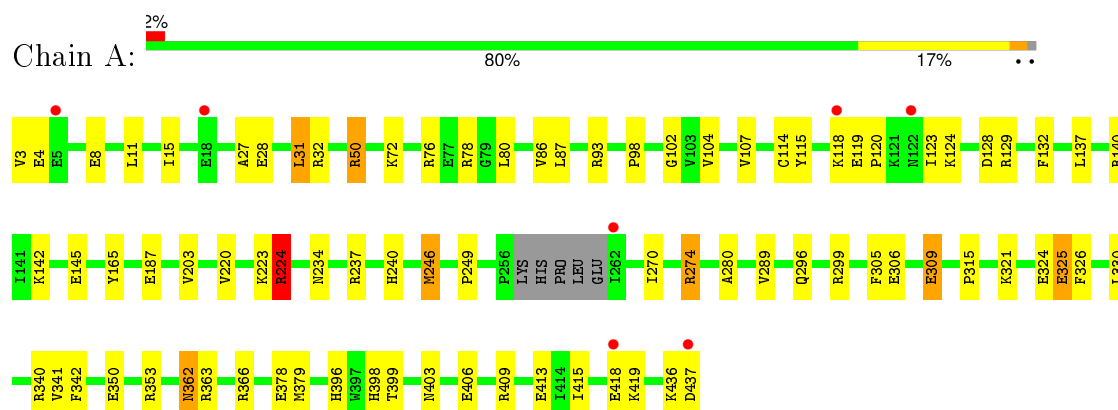 2%
Chain A:
80% 17% • •
V3 E4 E5 E8 L11 I15 E18 A27 E28 L31 R32 R50 K72 R76 E77 R78 G79 L80 V86 L87 R93 P98 G102 V103 V104 V107 C114 Y115 K118 E119 P120 K121 N122 I123 K124 D128 R129 F132 L137
I141 K142 E145 Y165 E187 V203 V220 K223 R224 N234 R237 H240 M246 P249 P256 LYS HIS PRO LEU GLU I262 I270 R274 A280 V289 Q296 R299 F305 E306 E309 P315 K321 E324 E325 F326
R340 V341 F342 E350 R353 N362 R363 R366 E378 M379 H396 W397 H398 T399 N403 E406 R409 E413 I414 I415 E418 K419 K436 D437